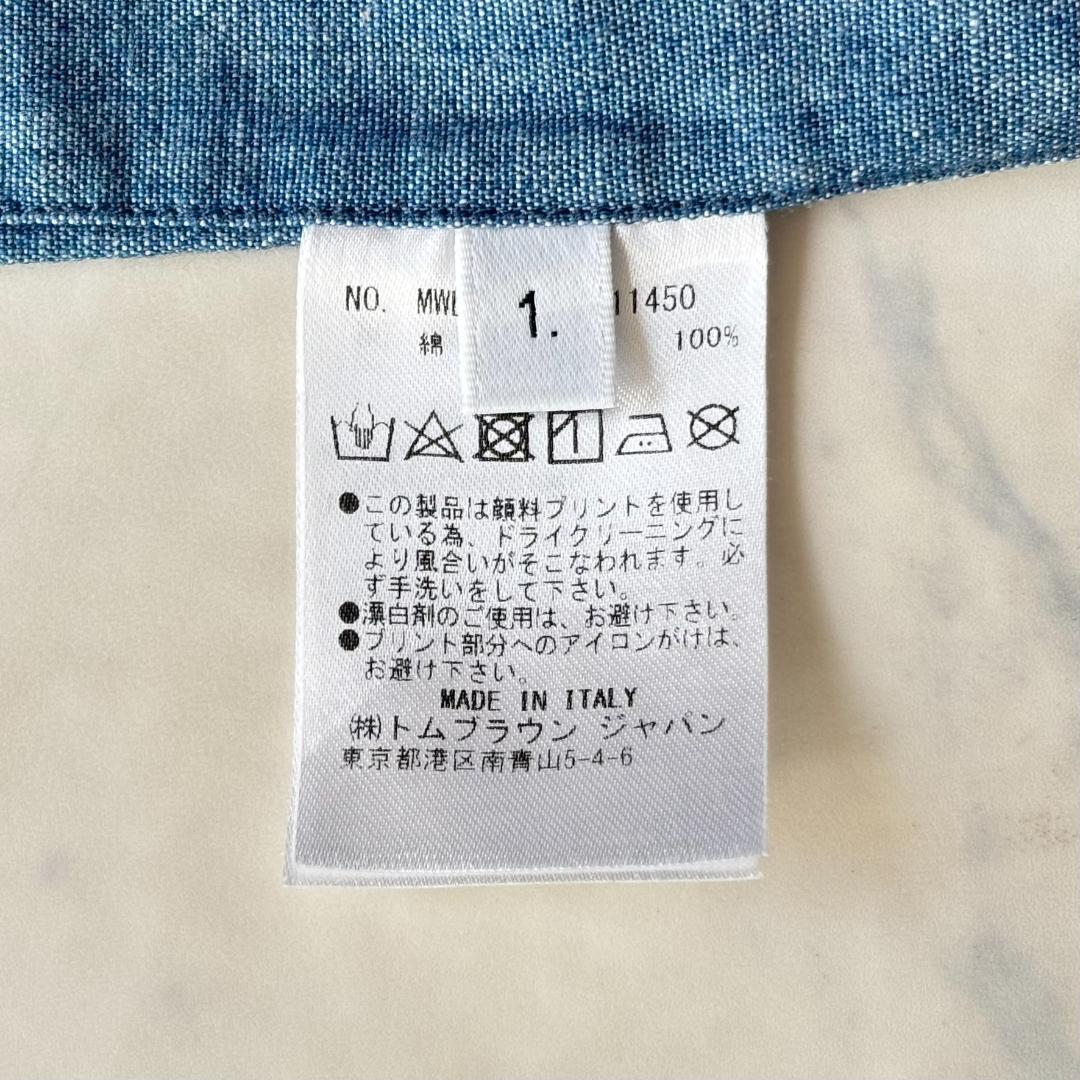 NO. MWL 11450
1.
綿 100%
●この製品は顔料プリントを使用し
ている為、ドライクリーニングに
より風合いがそこなわれます。必
ず手洗いをして下さい。
●漂白剤のご使用は、お避け下さい。
●プリント部分へのアイロンがけは、
お避け下さい。
MADE IN ITALY
(株)トムブラウン ジャパン
東京都港区南青山5-4-6